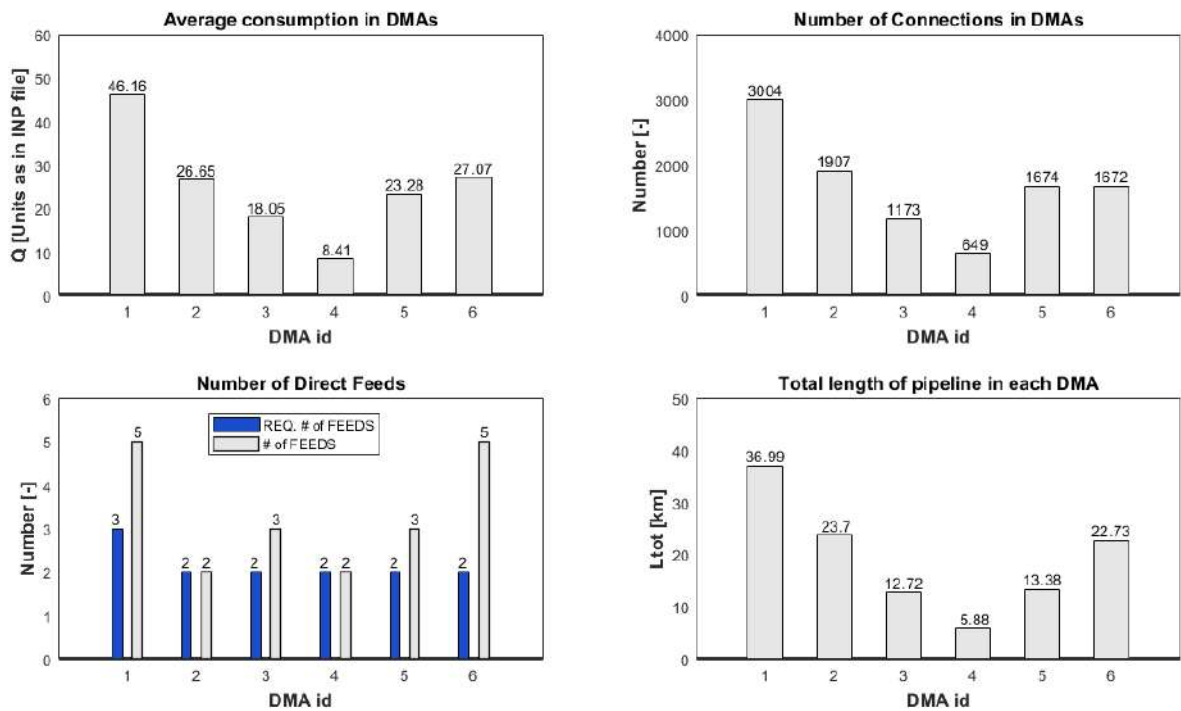 Average consumption in DMAs
Q [Units as in INP file]
60
50
40
30
20
10
0
46.16
26.65
18.05
8.41
23.28
27.07
1 2 3 4 5 6
DMA id
Number of Connections in DMAs
Number [-]
4000
3000
2000
1000
0
3004
1907
1173
649
1674
1672
1 2 3 4 5 6
DMA id
Number of Direct Feeds
Number [-]
6
5
4
3
2
1
0
REQ. # of FEEDS
# of FEEDS
3 5
2 2
2 3
2 2
2 3
2 5
1 2 3 4 5 6
DMA id
Total length of pipeline in each DMA
Ltot [km]
50
40
30
20
10
0
36.99
23.7
12.72
5.88
13.38
22.73
1 2 3 4 5 6
DMA id